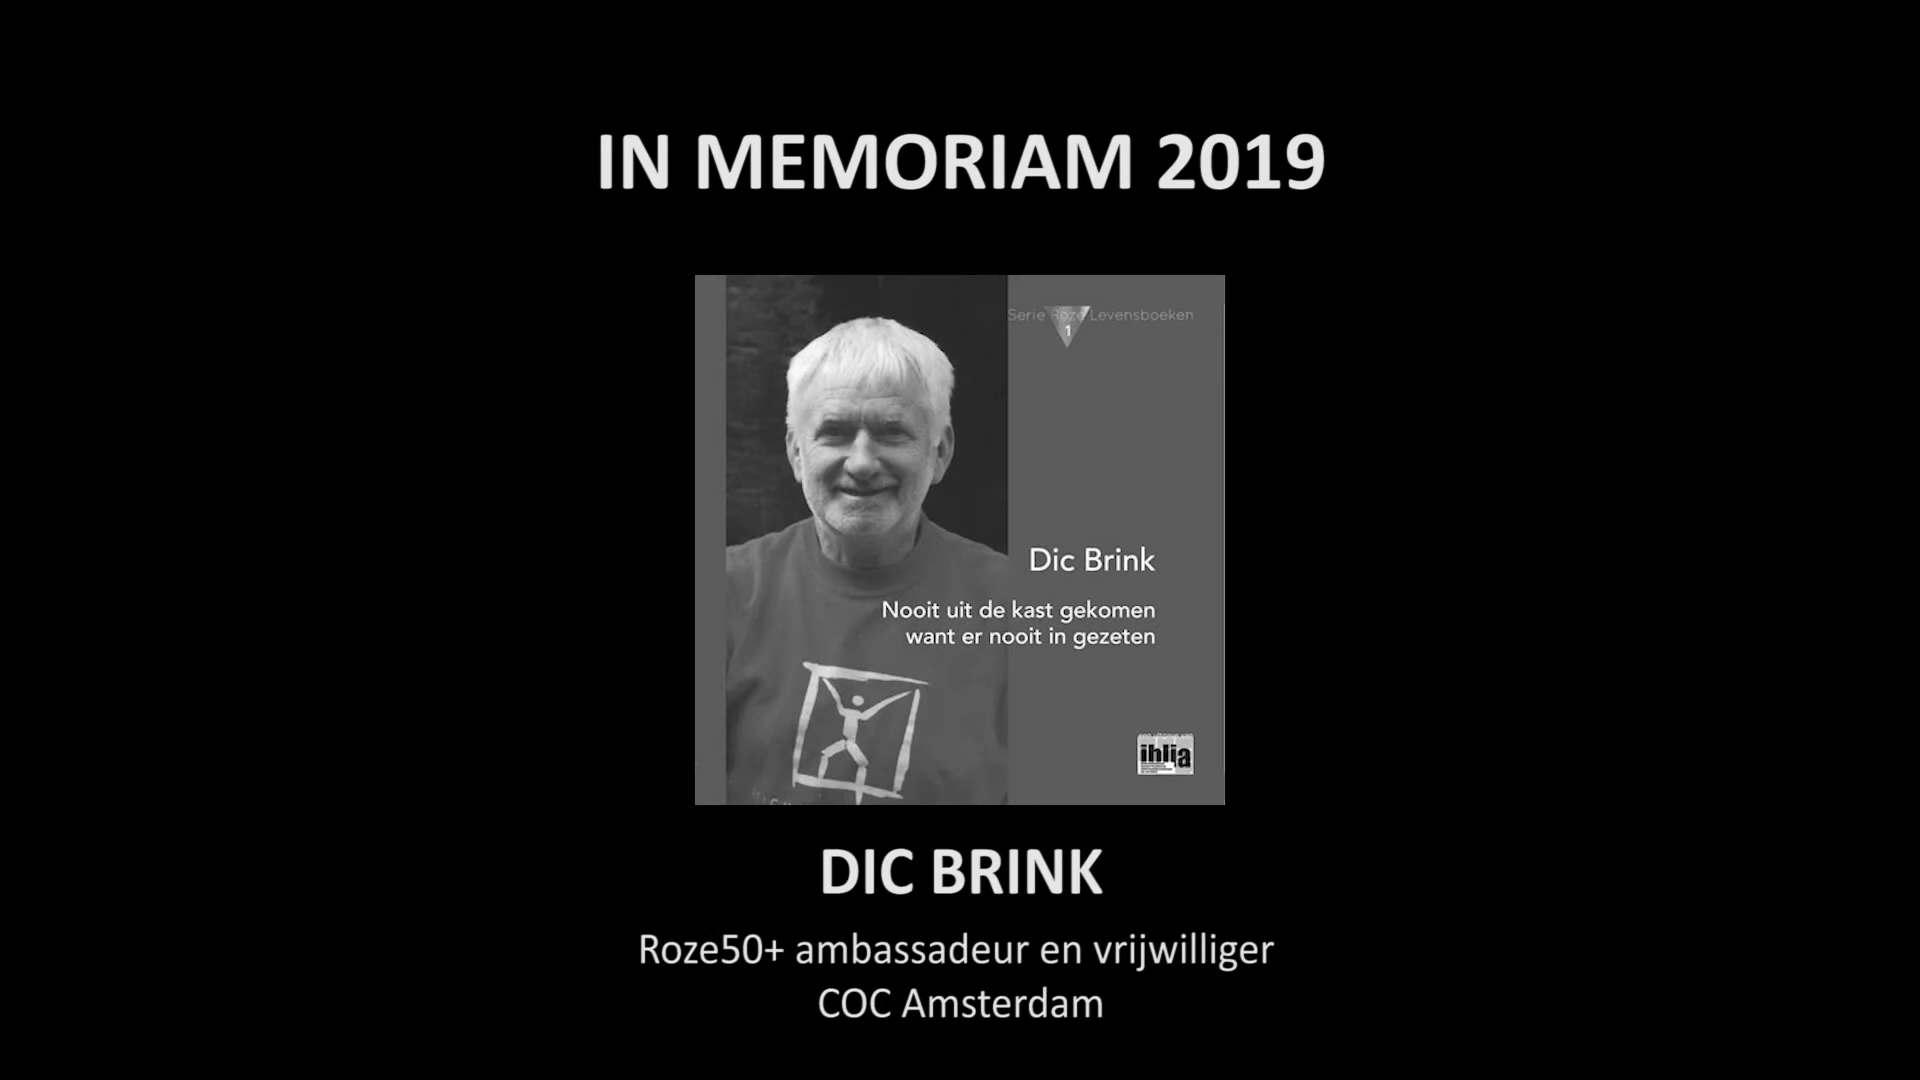 IN MEMORIAM 2019
Serie Roze Levensboeken
1
Dic Brink
Nooit uit de kast gekomen
want er nooit in gezeten
ihlia
DIC BRINK
Roze50+ ambassadeur en vrijwilliger
COC Amsterdam